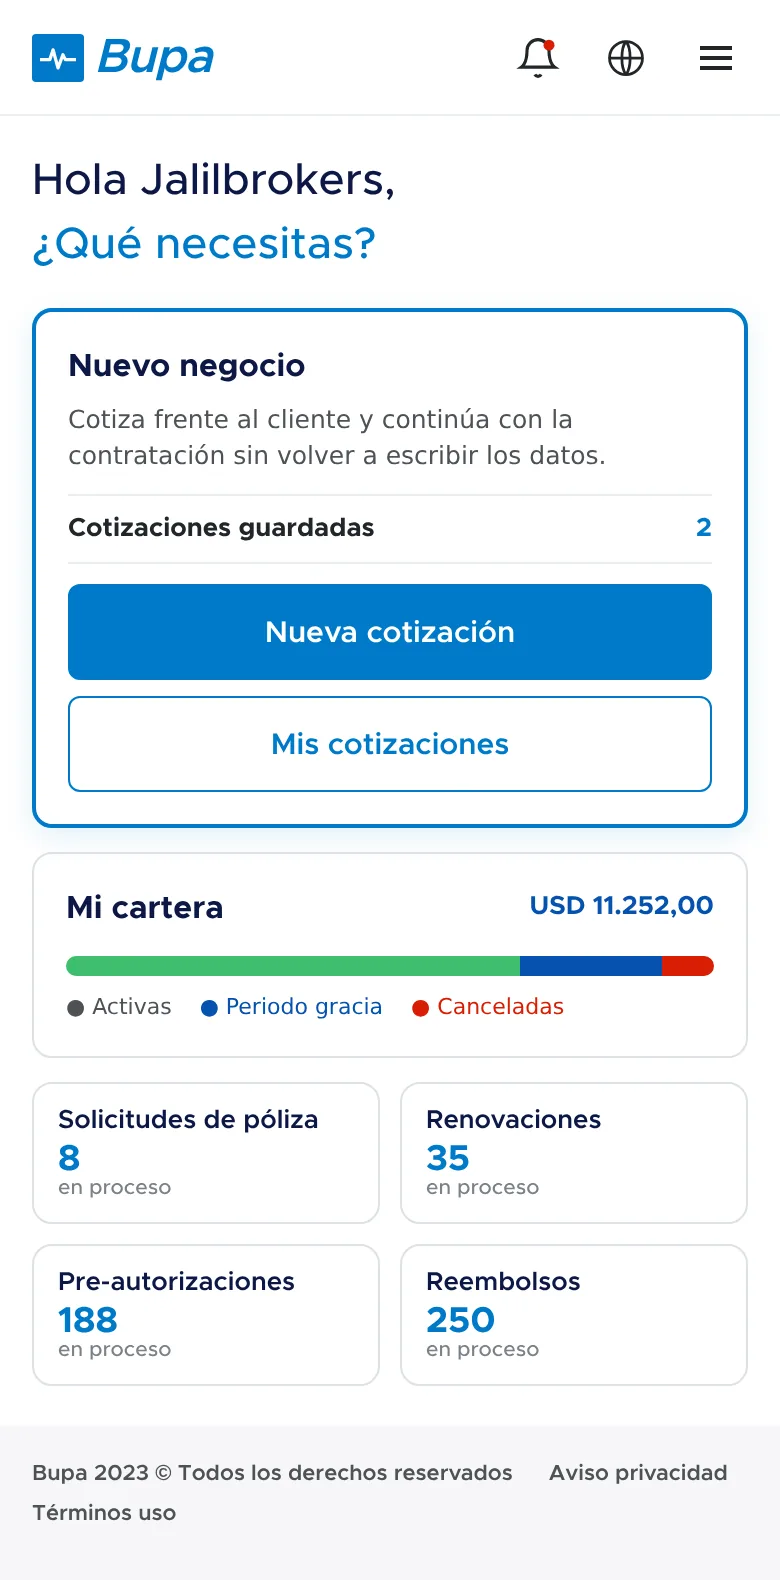 Bupa
Hola Jalilbrokers,
¿Qué necesitas?
Nuevo negocio
Cotiza frente al cliente y continúa con la
contratación sin volver a escribir los datos.
Cotizaciones guardadas 2
Nueva cotización
Mis cotizaciones
Mi cartera USD 11.252,00
Activas Periodo gracia Canceladas
Solicitudes de póliza
8
en proceso
Renovaciones
35
en proceso
Pre-autorizaciones
188
en proceso
Reembolsos
250
en proceso
Bupa 2023 © Todos los derechos reservados Aviso privacidad
Términos uso